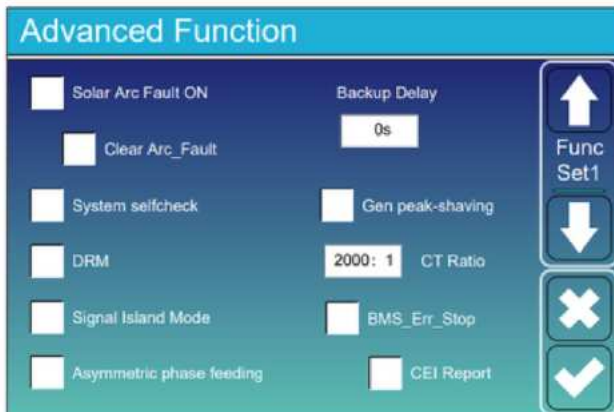 Advanced Function
Solar Arc Fault ON
Backup Delay
0s
Clear Arc_Fault
System selfcheck
Gen peak-shaving
DRM
2000: 1 CT Ratio
Signal Island Mode
BMS_Err_Stop
Asymmetric phase feeding
CEI Report
Func
Set1